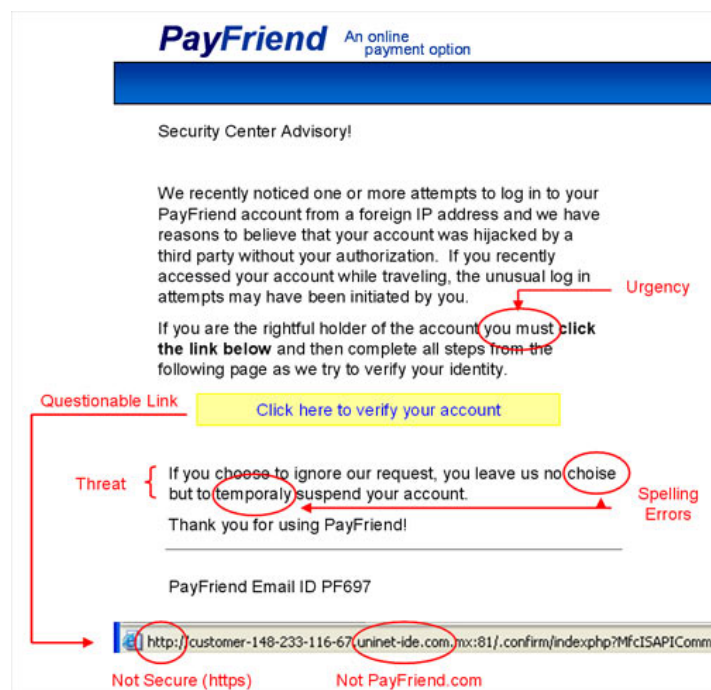 PayFriend An online
payment option
Security Center Advisory!
We recently noticed one or more attempts to log in to your
PayFriend account from a foreign IP address and we have
reasons to believe that your account was hijacked by a
third party without your authorization. If you recently
accessed your account while traveling, the unusual log in
attempts may have been initiated by you.
Urgency
If you are the rightful holder of the account you must click
the link below and then complete all steps from the
following page as we try to verify your identity.
Questionable Link
Click here to verify your account
Threat
If you choose to ignore our request, you leave us no choise
but to temporaly suspend your account.
Spelling
Errors
Thank you for using PayFriend!
PayFriend Email ID PF697
http://customer-148-233-116-67.uninet-ide.com.mx:81/.confirm/indexphp?MfcISAPIComm
Not Secure (https)
Not PayFriend.com